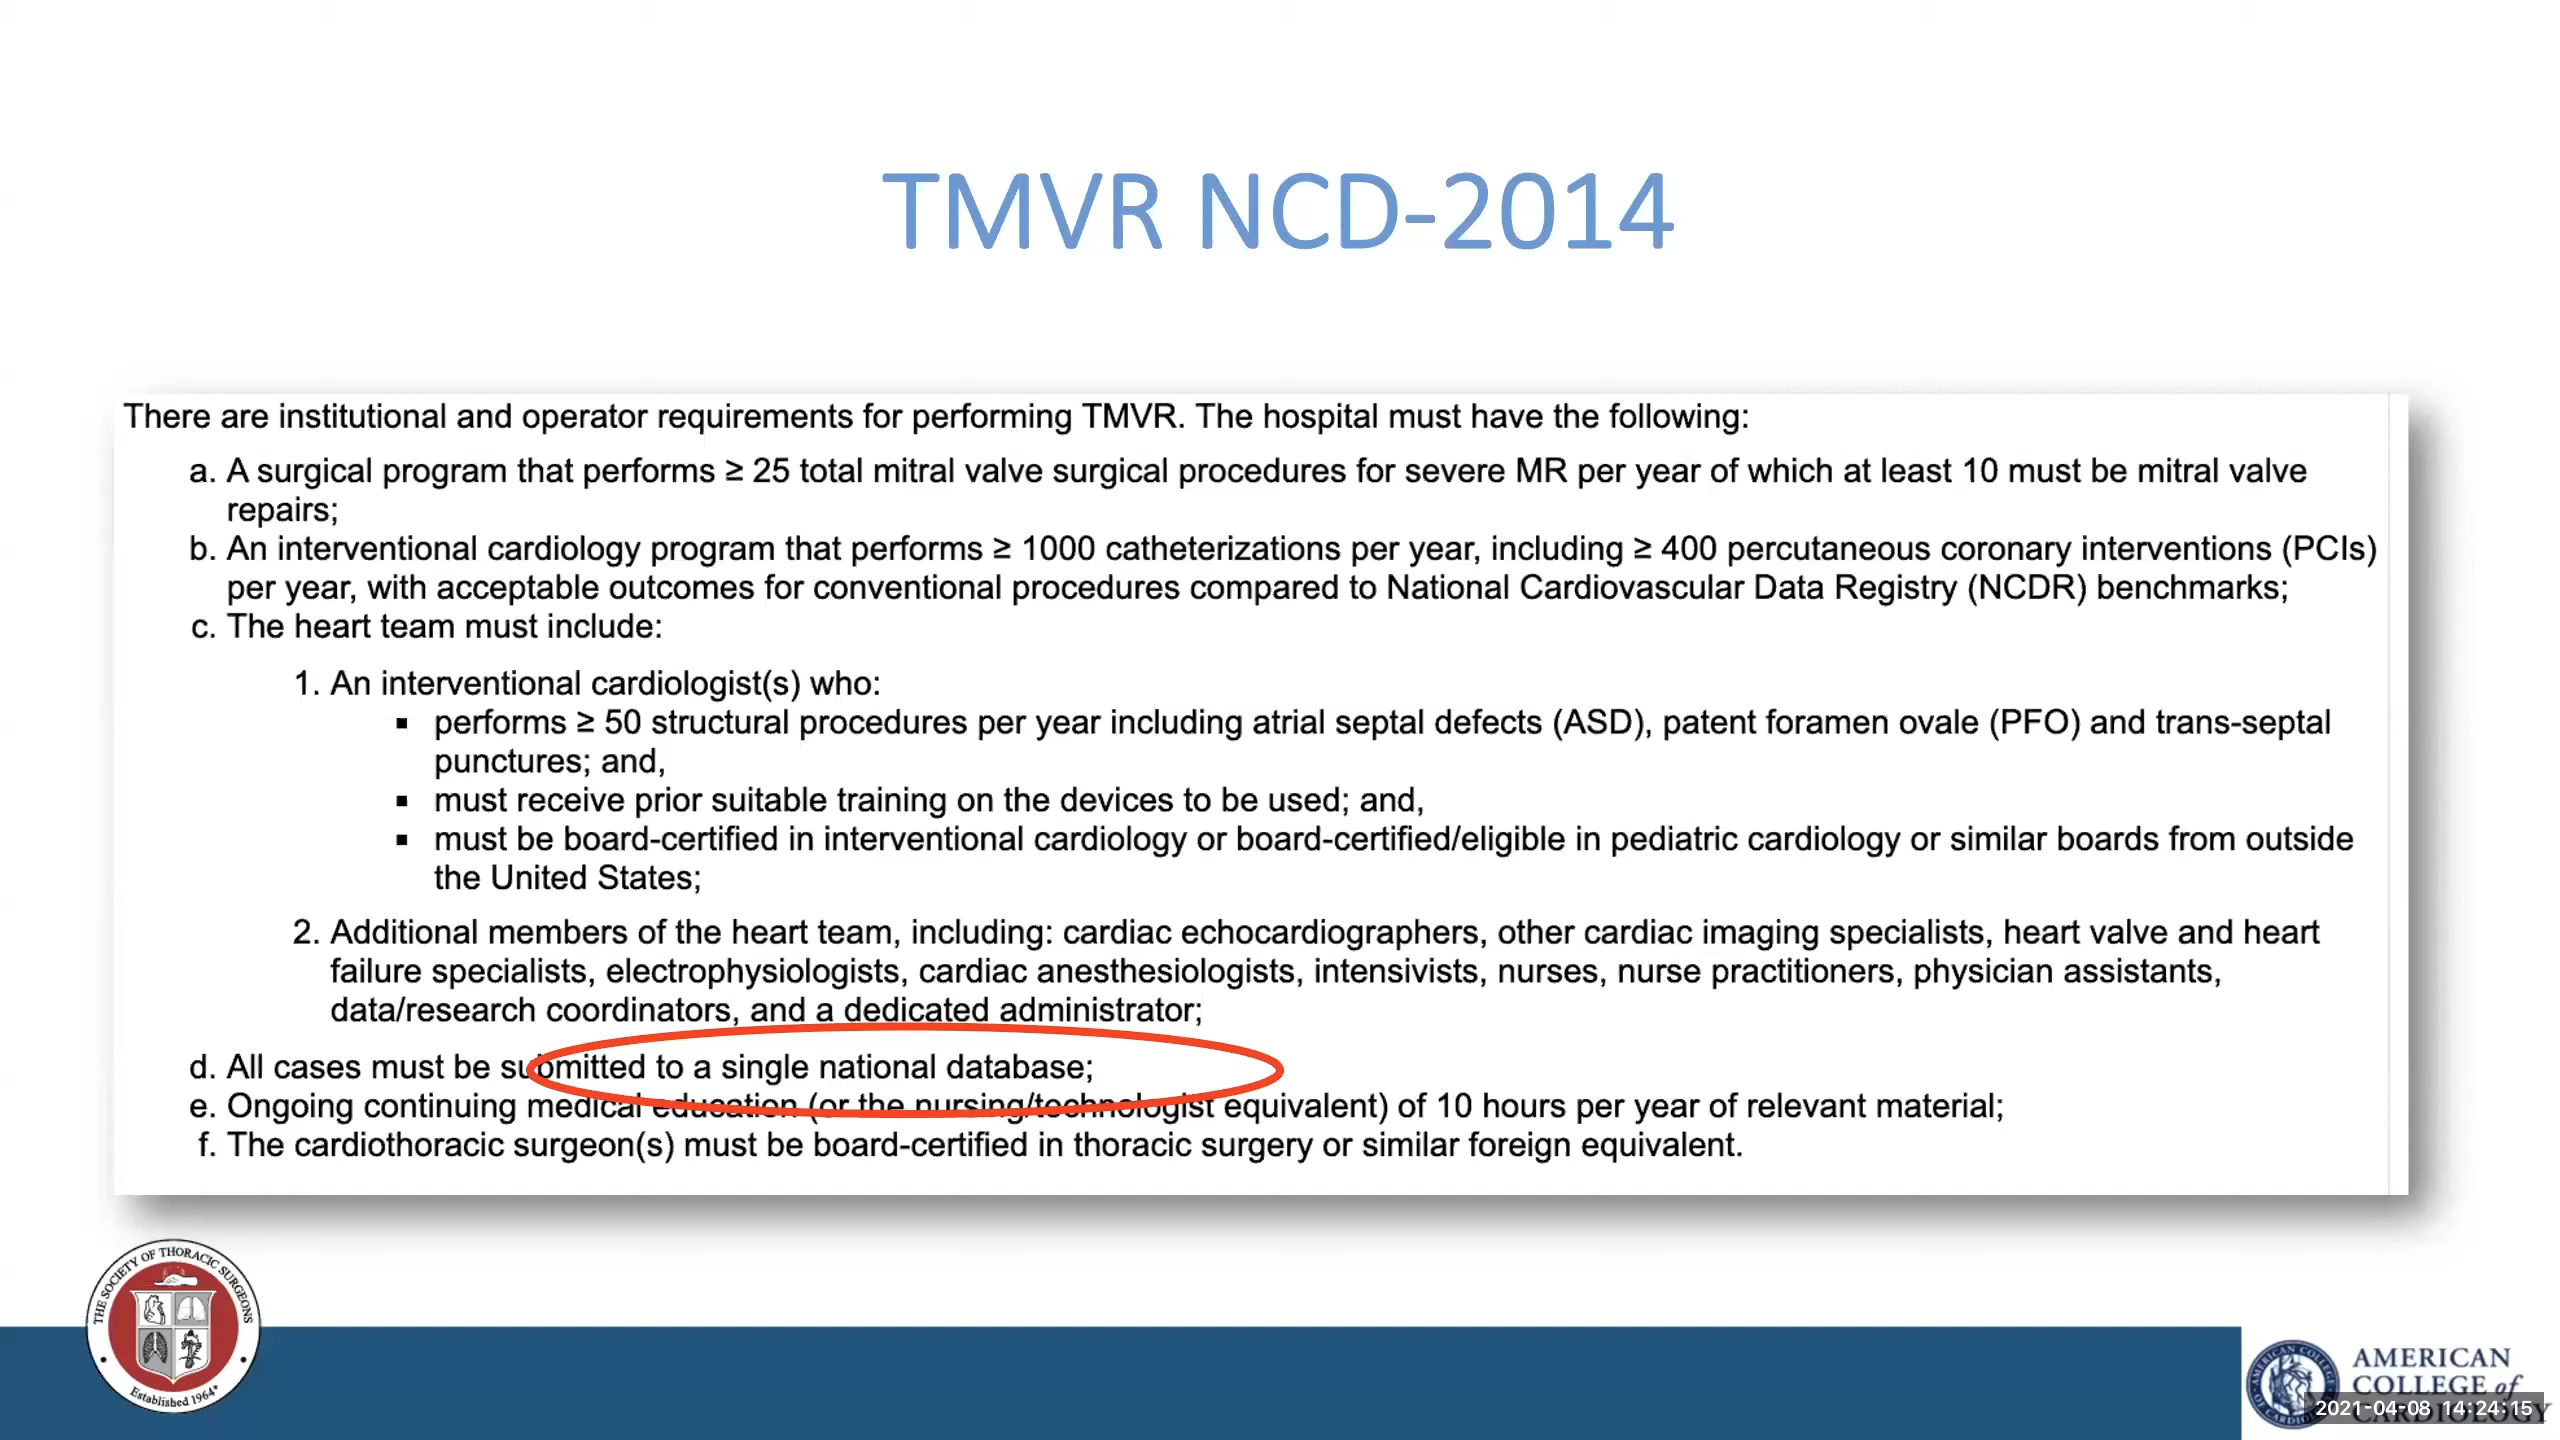 TMVR NCD-2014
There are institutional and operator requirements for performing TMVR. The hospital must have the following:
a. A surgical program that performs ≥ 25 total mitral valve surgical procedures for severe MR per year of which at least 10 must be mitral valve
repairs;
b. An interventional cardiology program that performs ≥ 1000 catheterizations per year, including ≥ 400 percutaneous coronary interventions (PCIs)
per year, with acceptable outcomes for conventional procedures compared to National Cardiovascular Data Registry (NCDR) benchmarks;
c. The heart team must include:
1. An interventional cardiologist(s) who:
▪ performs ≥ 50 structural procedures per year including atrial septal defects (ASD), patent foramen ovale (PFO) and trans-septal
punctures; and,
▪ must receive prior suitable training on the devices to be used; and,
▪ must be board-certified in interventional cardiology or board-certified/eligible in pediatric cardiology or similar boards from outside
the United States;
2. Additional members of the heart team, including: cardiac echocardiographers, other cardiac imaging specialists, heart valve and heart
failure specialists, electrophysiologists, cardiac anesthesiologists, intensivists, nurses, nurse practitioners, physician assistants,
data/research coordinators, and a dedicated administrator;
d. All cases must be submitted to a single national database;
e. Ongoing continuing medical education (or the nursing/technologist equivalent) of 10 hours per year of relevant material;
f. The cardiothoracic surgeon(s) must be board-certified in thoracic surgery or similar foreign equivalent.
THE SOCIETY OF THORACIC SURGEONS
Established 1964
AMERICAN
COLLEGE of
CARDIOLOGY
2021-04-08 14:24:15